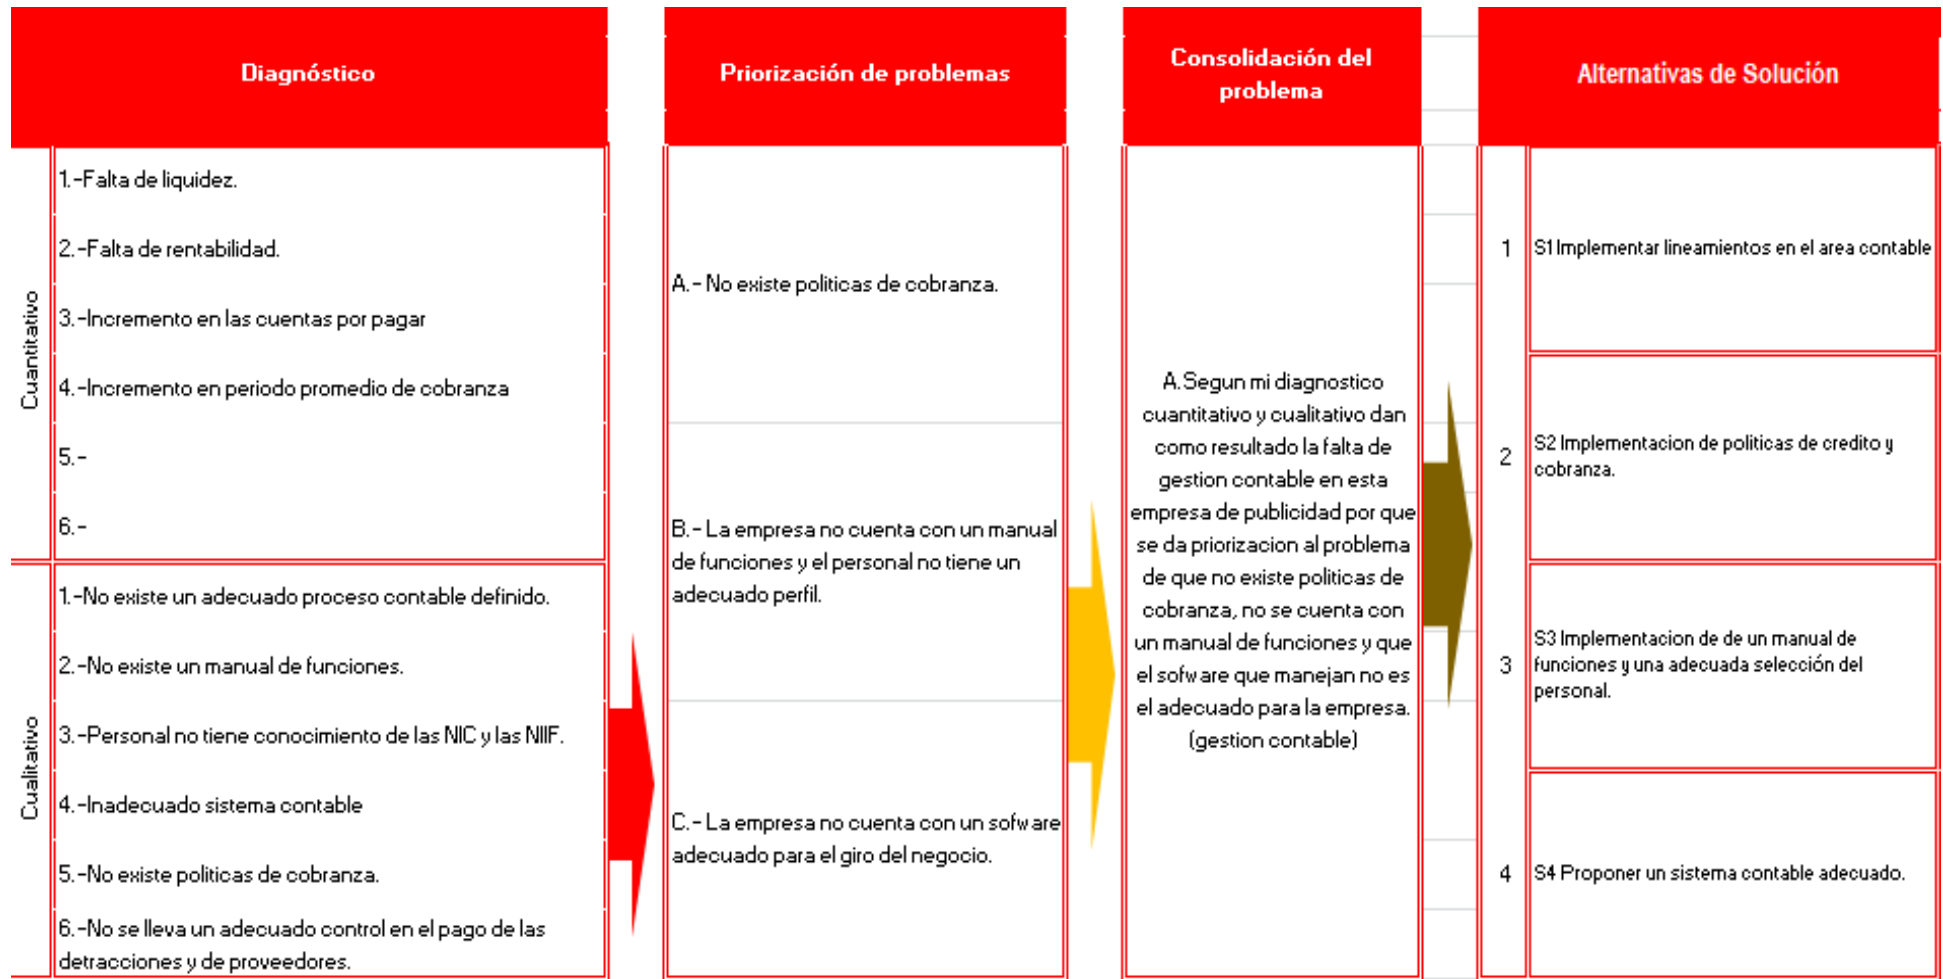 Diagnóstico
Cuantitativo
1.-Falta de liquidez.
2.-Falta de rentabilidad.
3.-Incremento en las cuentas por pagar
4.-Incremento en periodo promedio de cobranza
5.-
6.-
Cualitativo
1.-No existe un adecuado proceso contable definido.
2.-No existe un manual de funciones.
3.-Personal no tiene conocimiento de las NIC y las NIIF.
4.-Inadecuado sistema contable
5.-No existe politicas de cobranza.
6.-No se lleva un adecuado control en el pago de las
detracciones y de proveedores.
Priorización de problemas
A.- No existe politicas de cobranza.
B.- La empresa no cuenta con un manual
de funciones y el personal no tiene un
adecuado perfil.
C.- La empresa no cuenta con un sofware
adecuado para el giro del negocio.
Consolidación del
problema
A.Segun mi diagnostico
cuantitativo y cualitativo dan
como resultado la falta de
gestion contable en esta
empresa de publicidad por que
se da priorizacion al problema
de que no existe politicas de
cobranza, no se cuenta con
un manual de funciones y que
el sofware que manejan no es
el adecuado para la empresa.
(gestion contable)
Alternativas de Solución
1
S1 Implementar lineamientos en el area contable
2
S2 Implementacion de politicas de credito y
cobranza.
3
S3 Implementacion de de un manual de
funciones y una adecuada selección del
personal.
4
S4 Proponer un sistema contable adecuado.